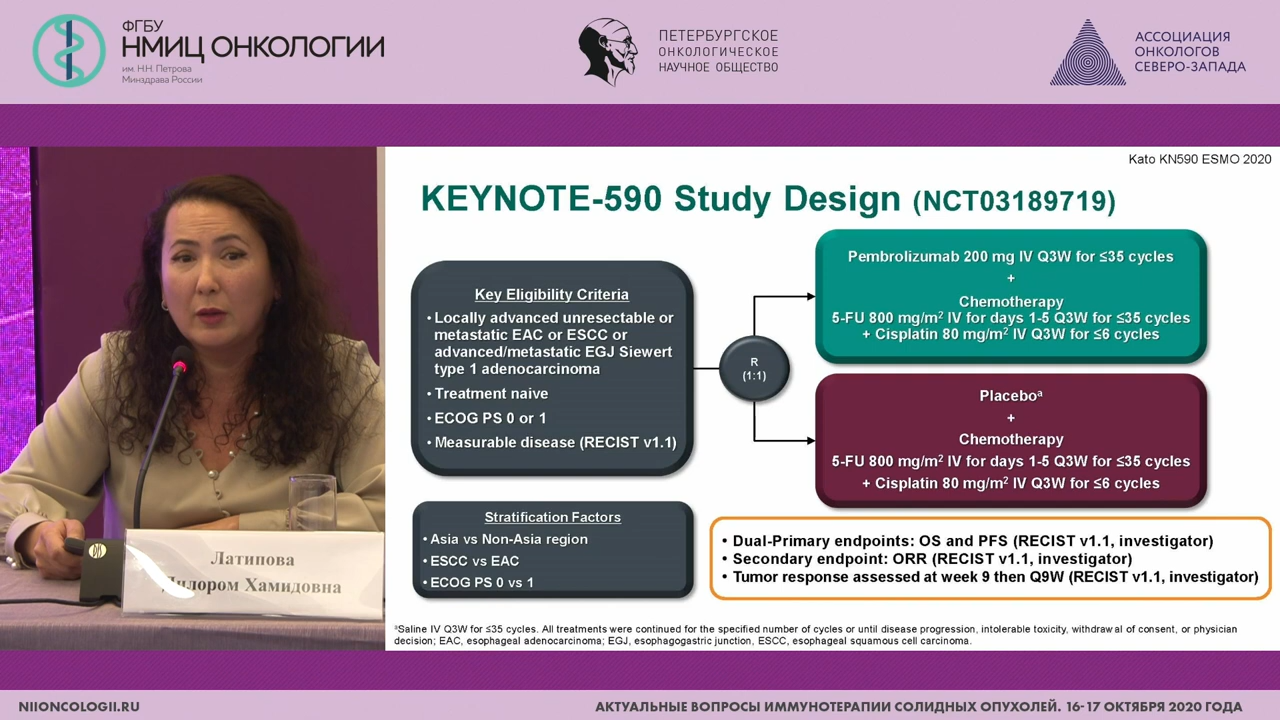 ФГБУ
НМИЦ ОНКОЛОГИИ
им. Н.Н. Петрова
Минздрава России
ПЕТЕРБУРГСКОЕ
ОНКОЛОГИЧЕСКОЕ
НАУЧНОЕ ОБЩЕСТВО
АССОЦИАЦИЯ
ОНКОЛОГОВ
СЕВЕРО-ЗАПАДА
Kato KN590 ESMO 2020
KEYNOTE-590 Study Design (NCT03189719)
Key Eligibility Criteria
• Locally advanced unresectable or
metastatic EAC or ESCC or
advanced/metastatic EGJ Siewert
type 1 adenocarcinoma
• Treatment naive
• ECOG PS 0 or 1
• Measurable disease (RECIST v1.1)
R
(1:1)
Pembrolizumab 200 mg IV Q3W for ≤35 cycles
+
Chemotherapy
5-FU 800 mg/m² IV for days 1-5 Q3W for ≤35 cycles
+ Cisplatin 80 mg/m² IV Q3W for ≤6 cycles
Placeboᵃ
+
Chemotherapy
5-FU 800 mg/m² IV for days 1-5 Q3W for ≤35 cycles
+ Cisplatin 80 mg/m² IV Q3W for ≤6 cycles
Stratification Factors
• Asia vs Non-Asia region
• ESCC vs EAC
• ECOG PS 0 vs 1
• Dual-Primary endpoints: OS and PFS (RECIST v1.1, investigator)
• Secondary endpoint: ORR (RECIST v1.1, investigator)
• Tumor response assessed at week 9 then Q9W (RECIST v1.1, investigator)
ᵃSaline IV Q3W for ≤35 cycles. All treatments were continued for the specified number of cycles or until disease progression, intolerable toxicity, withdrawal of consent, or physician
decision; EAC, esophageal adenocarcinoma; EGJ, esophagogastric junction, ESCC, esophageal squamous cell carcinoma.
Латипова
Дилором Хамидовна
NIIONCOLOGII.RU
АКТУАЛЬНЫЕ ВОПРОСЫ ИММУНОТЕРАПИИ СОЛИДНЫХ ОПУХОЛЕЙ. 16-17 ОКТЯБРЯ 2020 ГОДА